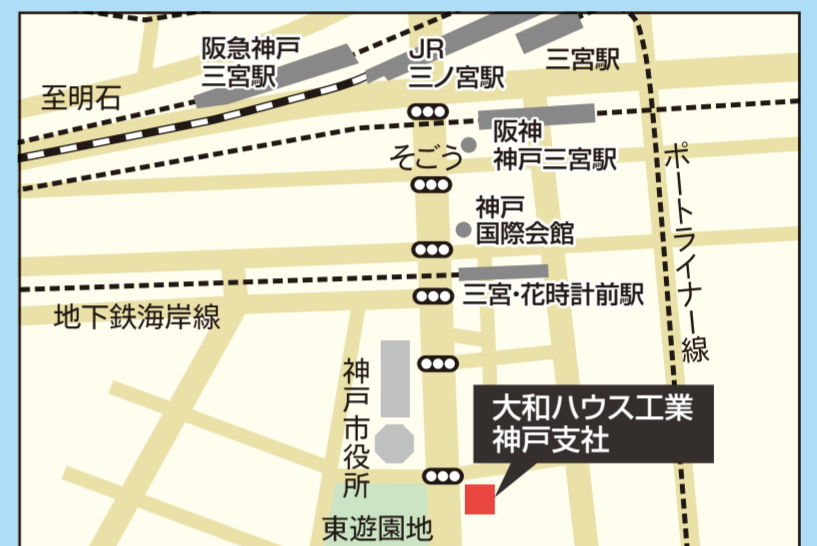 阪急神戸
三宮駅
JR
三ノ宮駅
三宮駅
至明石
阪神
神戸三宮駅
そごう
ポートライナー線
神戸
国際会館
三宮・花時計前駅
地下鉄海岸線
神戸市役所
大和ハウス工業
神戸支社
東遊園地